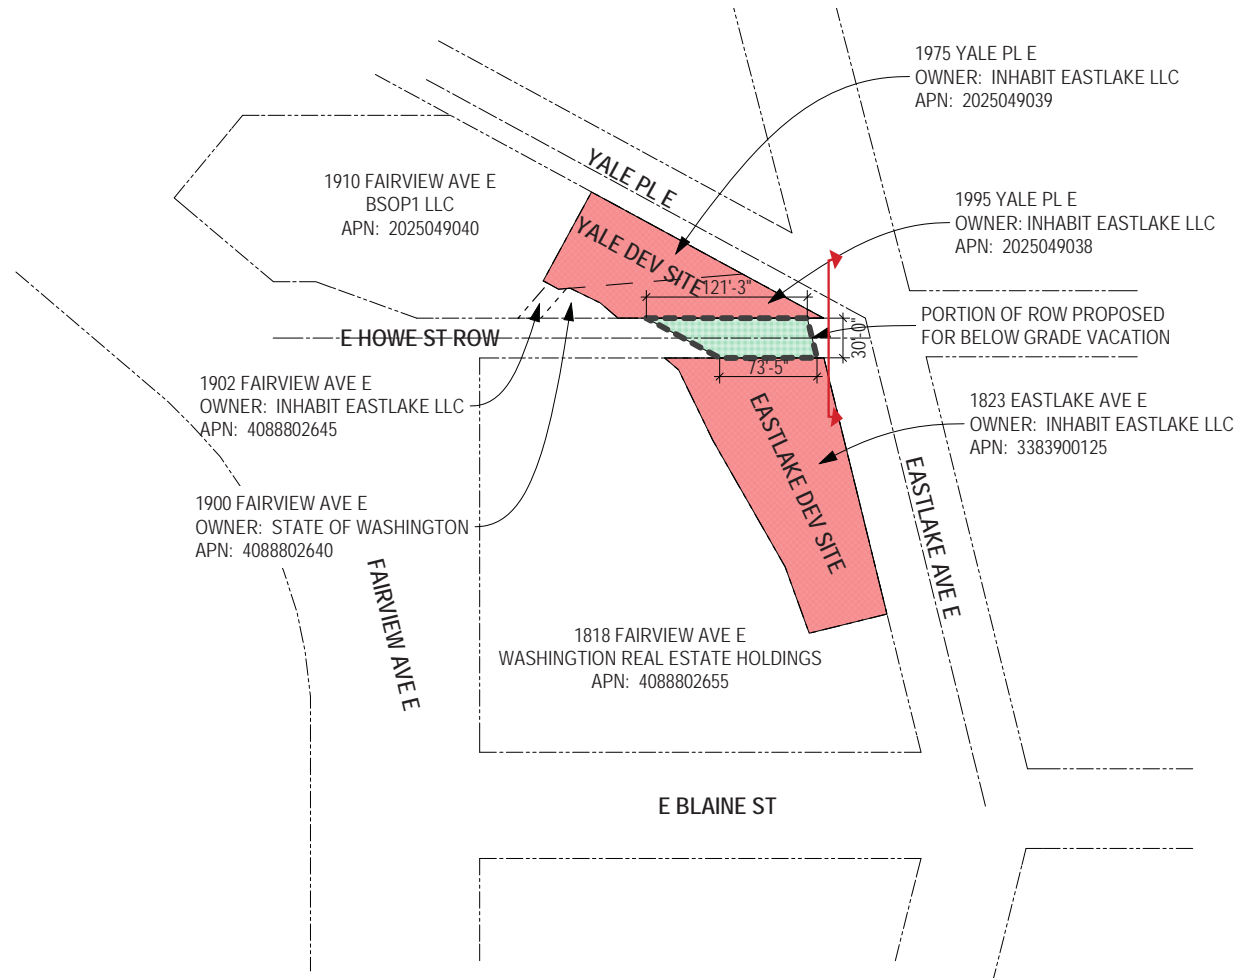 1975 YALE PL E
OWNER: INHABIT EASTLAKE LLC
APN: 2025049039
YALE PL E
1910 FAIRVIEW AVE E
BSOP1 LLC
APN: 2025049040
1995 YALE PL E
OWNER: INHABIT EASTLAKE LLC
APN: 2025049038
YALE DEV SITE
121'-3"
PORTION OF ROW PROPOSED
FOR BELOW GRADE VACATION
E HOWE ST ROW
30'-0"
73'-5"
1902 FAIRVIEW AVE E
OWNER: INHABIT EASTLAKE LLC
APN: 4088802645
1823 EASTLAKE AVE E
OWNER: INHABIT EASTLAKE LLC
APN: 3383900125
EASTLAKE DEV SITE
EASTLAKE AVE E
1900 FAIRVIEW AVE E
OWNER: STATE OF WASHINGTON
APN: 4088802640
FAIRVIEW AVE E
1818 FAIRVIEW AVE E
WASHINGTION REAL ESTATE HOLDINGS
APN: 4088802655
E BLAINE ST